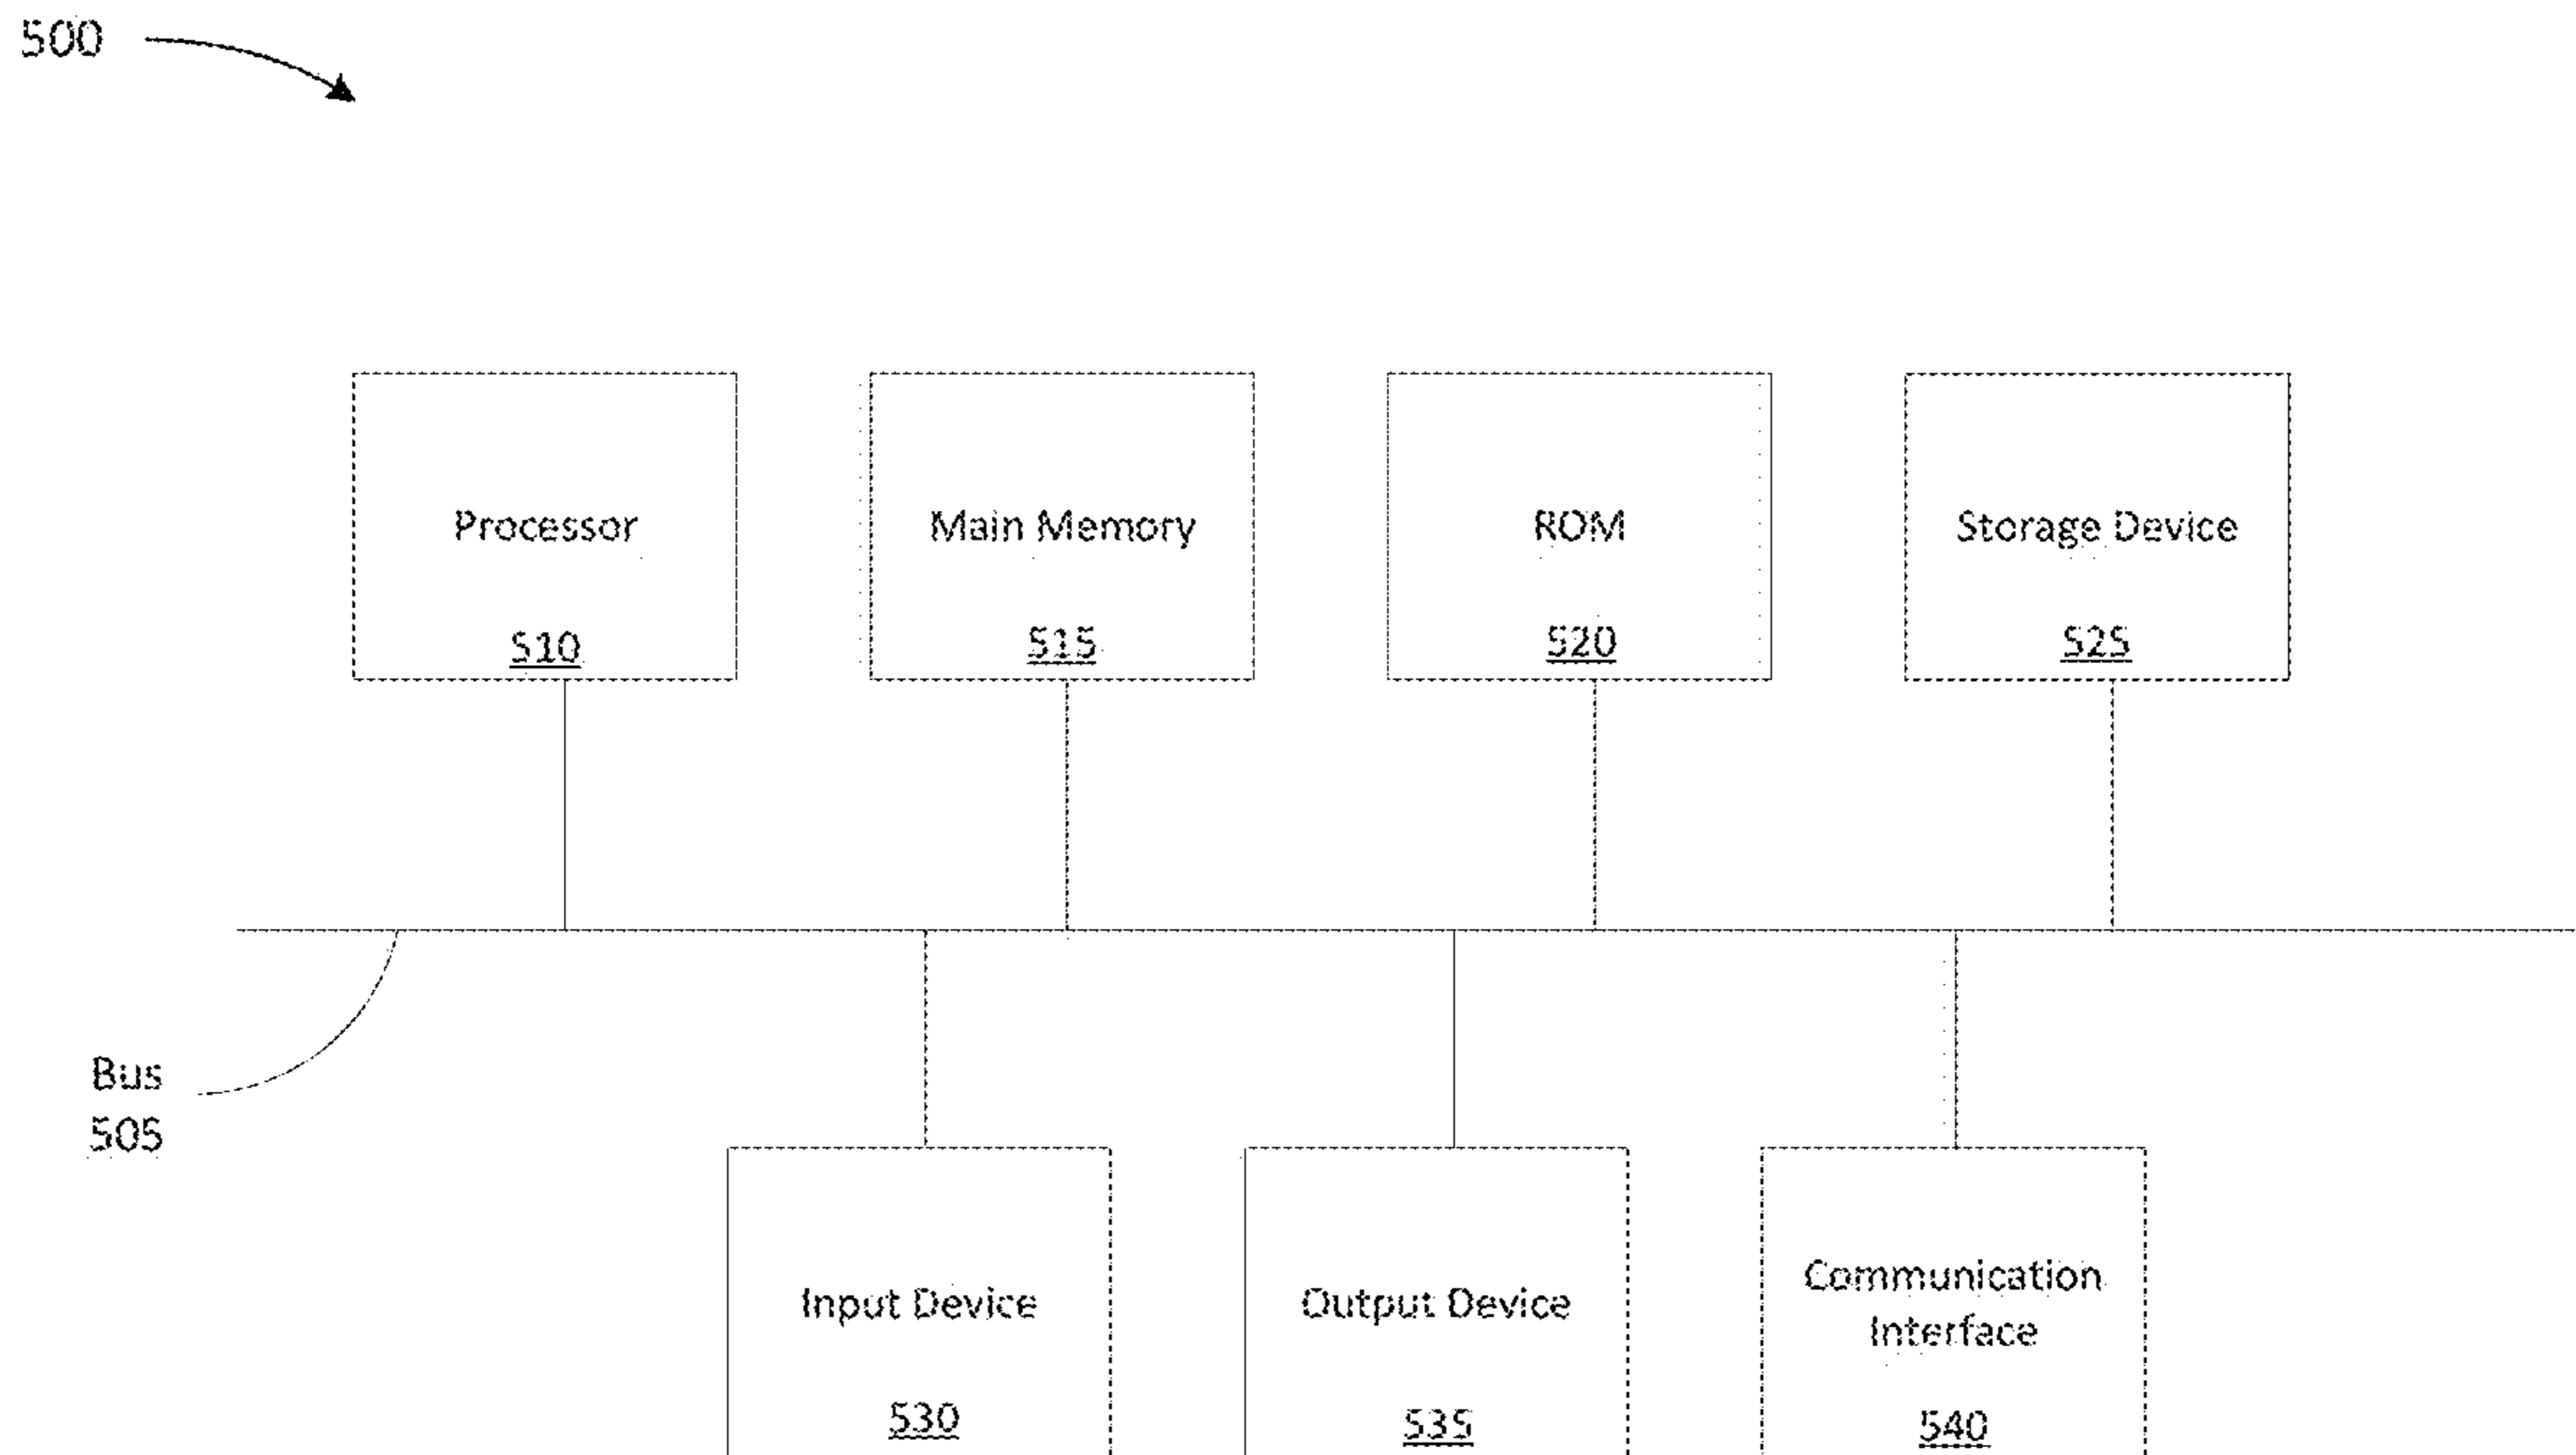 500
Processor
510
Main Memory
515
ROM
520
Storage Device
525
Bus
505
Input Device
530
Output Device
535
Communication
Interface
540